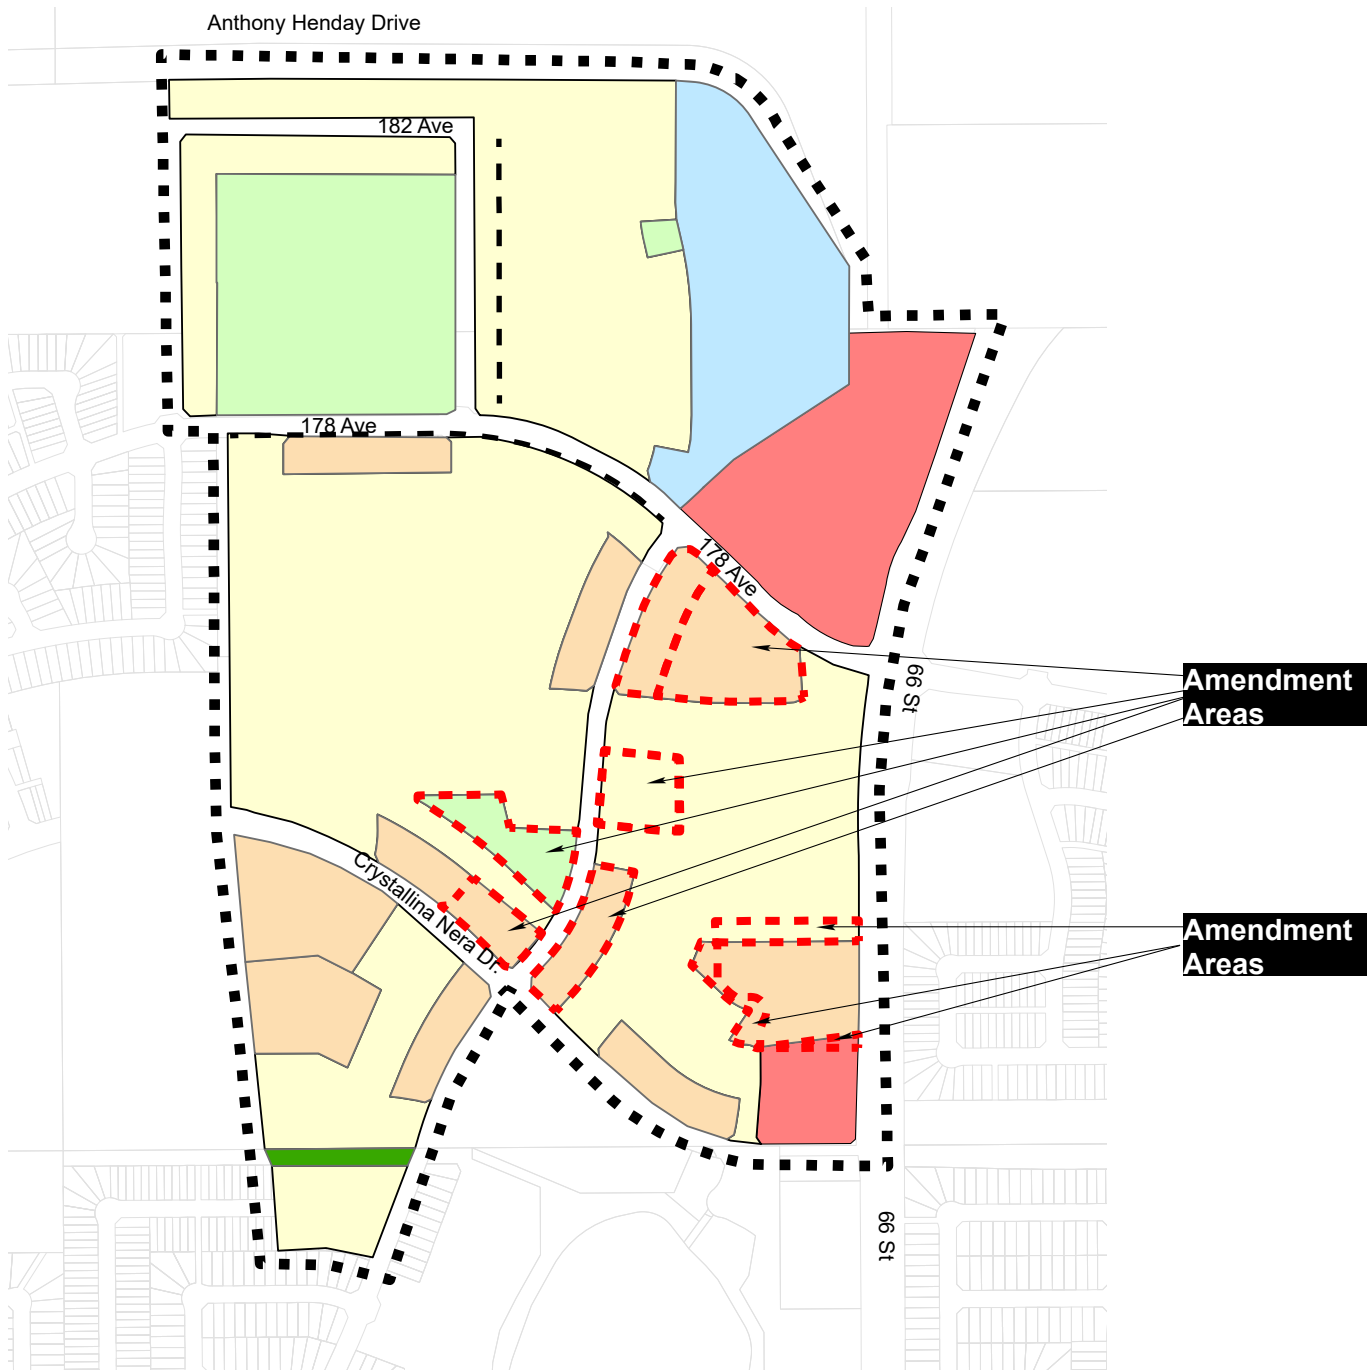 Anthony Henday Drive
182 Ave
178 Ave
178 Ave
66 St
Amendment
Areas
Crystallina Nera Dr.
Amendment
Areas
66 St